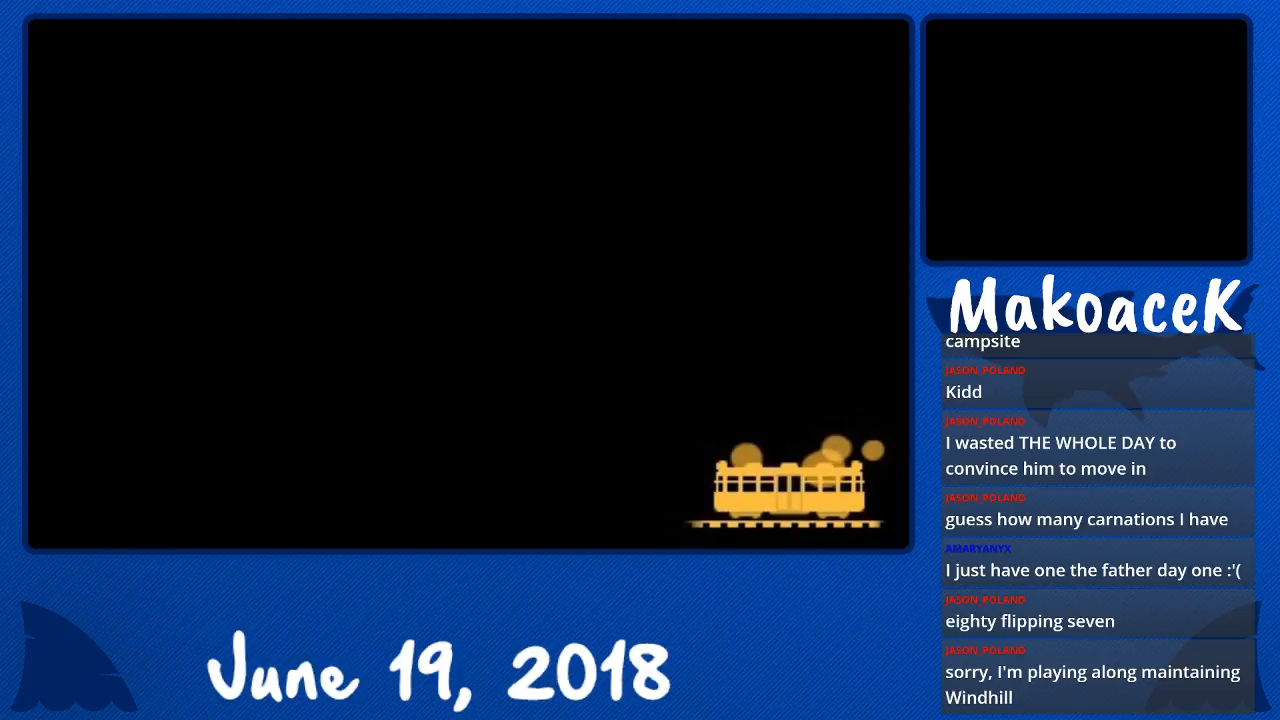 MakoaceK
campsite
JASON_POLAND
Kidd
JASON_POLAND
I wasted THE WHOLE DAY to
convince him to move in
JASON_POLAND
guess how many carnations I have
AMARYANYX
I just have one the father day one :'(
JASON_POLAND
eighty flipping seven
JASON_POLAND
sorry, I'm playing along maintaining
Windhill
June 19, 2018